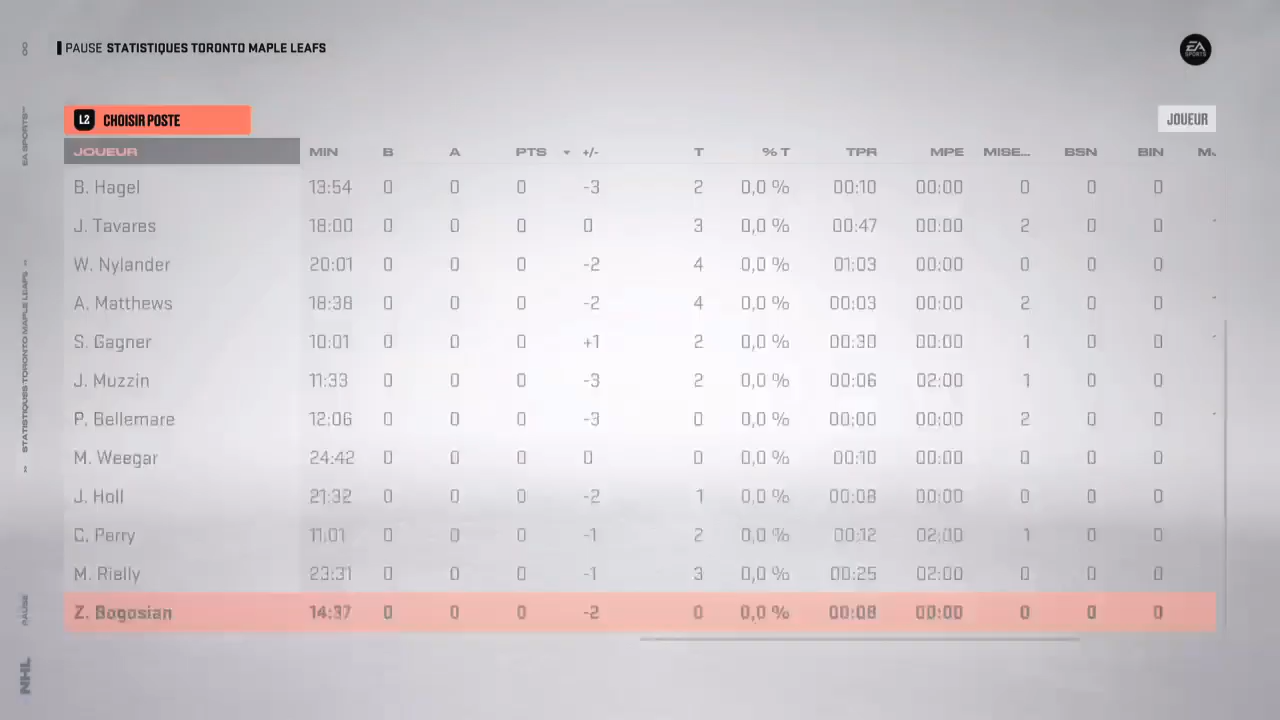 PAUSE STATISTIQUES TORONTO MAPLE LEAFS
EA SPORTS
L2 CHOISIR POSTE
JOUEUR
JOUEUR MIN B A PTS +/- T % T TPR MPE MISE... BSN BIN
B. Hagel 13:54 0 0 0 -3 2 0,0 % 00:10 00:00 0 0 0
J. Tavares 18:00 0 0 0 0 3 0,0 % 00:47 00:00 2 0 0
W. Nylander 20:01 0 0 0 -2 4 0,0 % 01:03 00:00 0 0 0
A. Matthews 18:38 0 0 0 -2 4 0,0 % 00:03 00:00 2 0 0
S. Gagner 10:01 0 0 0 +1 2 0,0 % 00:30 00:00 1 0 0
J. Muzzin 11:33 0 0 0 -3 2 0,0 % 00:06 02:00 1 0 0
P. Bellemare 12:06 0 0 0 -3 0 0,0 % 00:00 00:00 2 0 0
M. Weegar 24:42 0 0 0 0 0 0,0 % 00:10 00:00 0 0 0
J. Holl 21:32 0 0 0 -2 1 0,0 % 00:08 00:00 0 0 0
C. Perry 11:01 0 0 0 -1 2 0,0 % 00:12 02:00 1 0 0
M. Rielly 23:31 0 0 0 -1 3 0,0 % 00:25 02:00 0 0 0
Z. Bogosian 14:37 0 0 0 -2 0 0,0 % 00:08 00:00 0 0 0
EA SPORTS
STATISTIQUES TORONTO MAPLE LEAFS
PAUSE
NHL